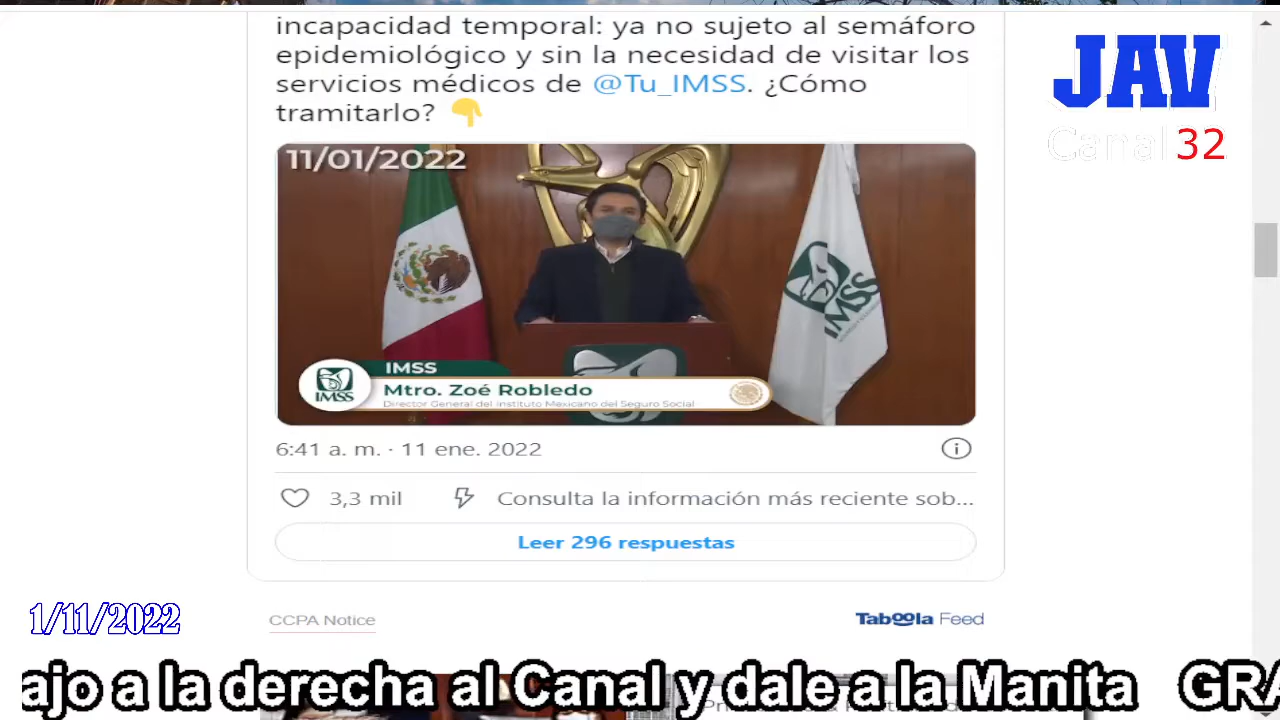 incapacidad temporal: ya no sujeto al semáforo
epidemiológico y sin la necesidad de visitar los
servicios médicos de @Tu_IMSS. ¿Cómo
tramitarlo?
JAV
Canal 32
11/01/2022
IMSS
IMSS
Mtro. Zoé Robledo
Director General del Instituto Mexicano del Seguro Social
IMSS
6:41 a. m. · 11 ene. 2022
3,3 mil
Consulta la información más reciente sob...
Leer 296 respuestas
1/11/2022
CCPA Notice
Taboola Feed
ajo a la derecha al Canal y dale a la Manita GRA